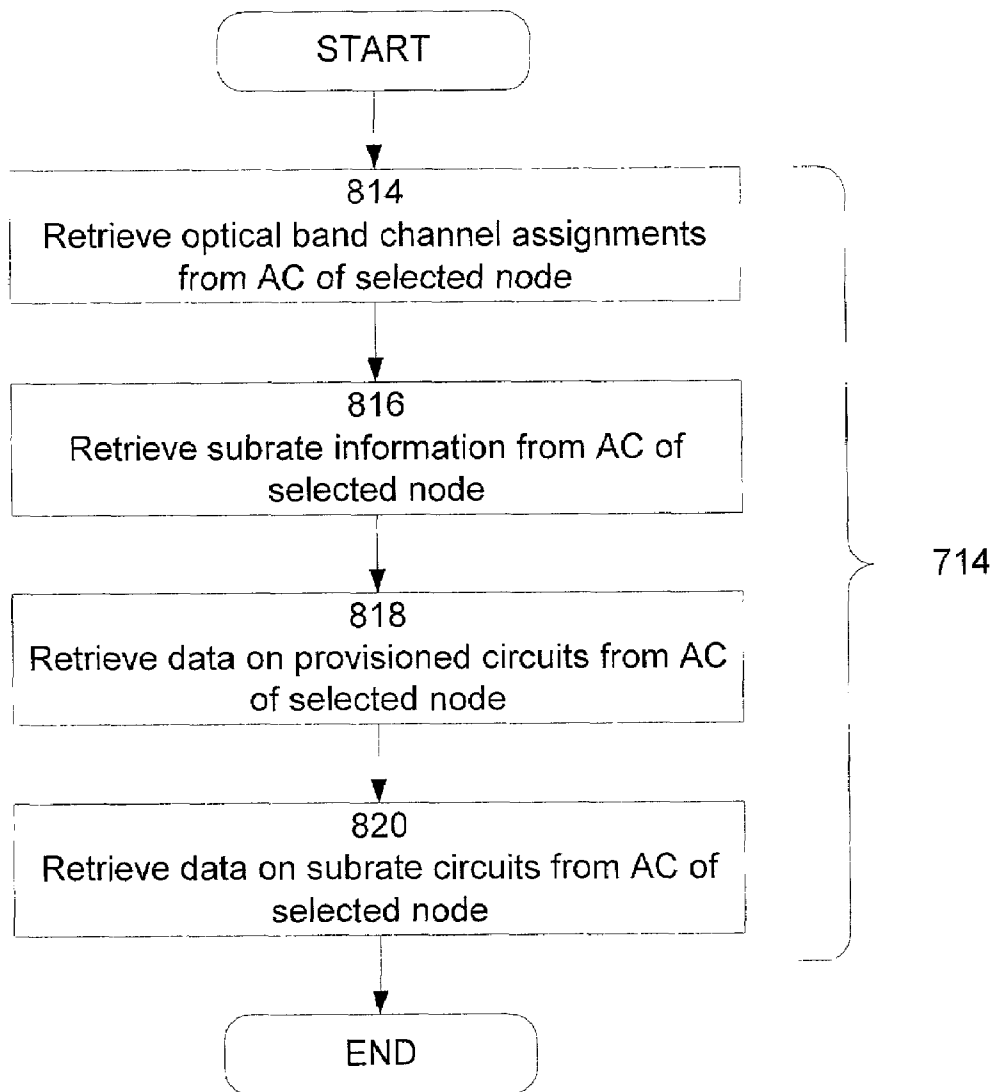 START
814
Retrieve optical band channel assignments
from AC of selected node
816
Retrieve subrate information from AC of
selected node
714
818
Retrieve data on provisioned circuits from AC
of selected node
820
Retrieve data on subrate circuits from AC of
selected node
END